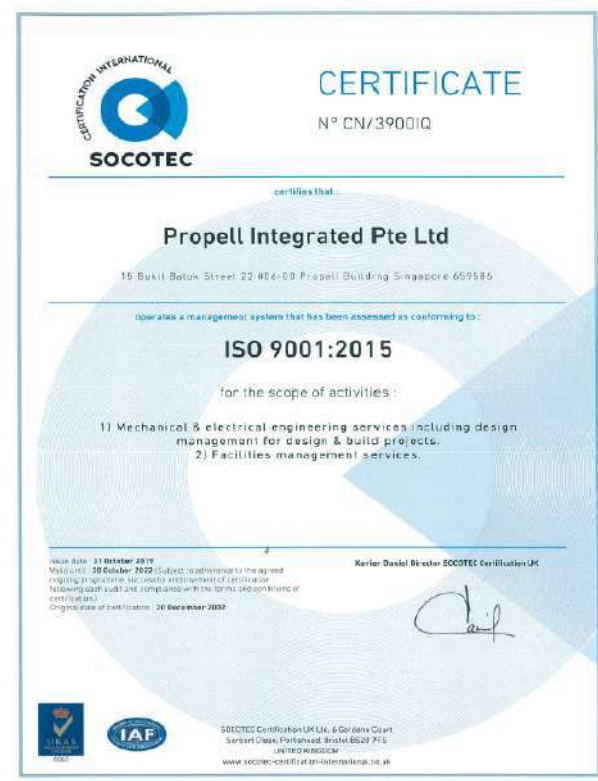 CERTIFICATION INTERNATIONAL
SOCOTEC
CERTIFICATE
N° CN/3900IQ
certifies that :
Propell Integrated Pte Ltd
15 Bukit Batok Street 22 #06-00 Propell Building Singapore 659586
operates a management system that has been assessed as conforming to :
ISO 9001:2015
for the scope of activities :
1) Mechanical & electrical engineering services including design
management for design & build projects.
2) Facilities management services.
Issue date : 31 October 2019
Valid until : 30 October 2022 (Subject to adherence to the agreed
ongoing programme, successful endorsement of certification
following each audit and compliance with the terms and conditions of
certification.)
Original date of certification : 20 December 2002
Xavier Daniel Director SOCOTEC Certification UK
UKAS
MANAGEMENT
SYSTEMS
IAF
SOCOTEC Certification UK Ltd, 6 Gordano Court
Serbert Close, Portishead, Bristol BS20 7FS
UNITED KINGDOM
www.socotec-certification-international.co.uk